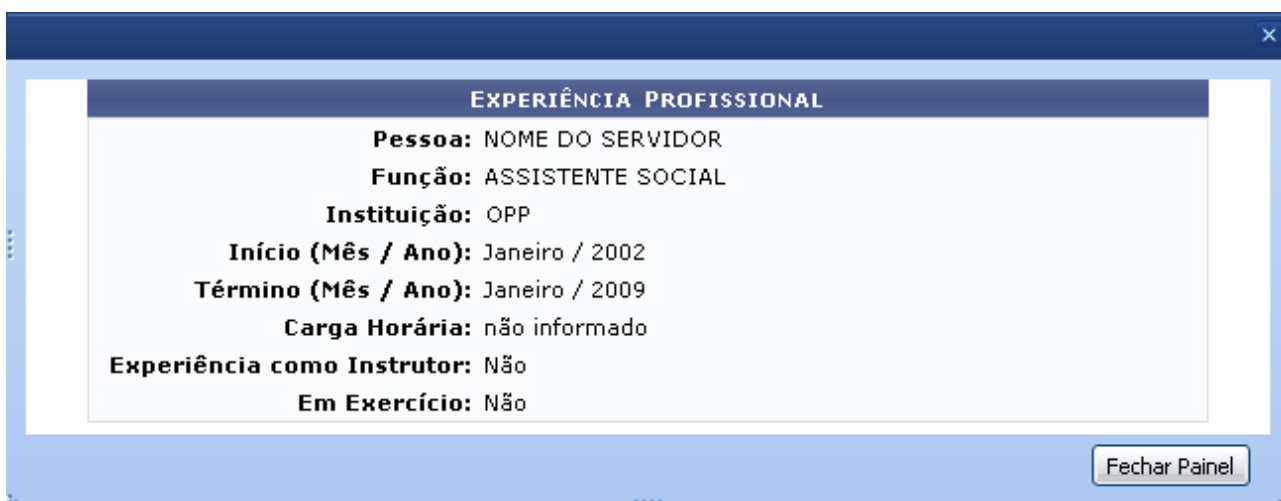 EXPERIÊNCIA PROFISSIONAL
Pessoa: NOME DO SERVIDOR
Função: ASSISTENTE SOCIAL
Instituição: OPP
Início (Mês / Ano): Janeiro / 2002
Término (Mês / Ano): Janeiro / 2009
Carga Horária: não informado
Experiência como Instrutor: Não
Em Exercício: Não
Fechar Painel